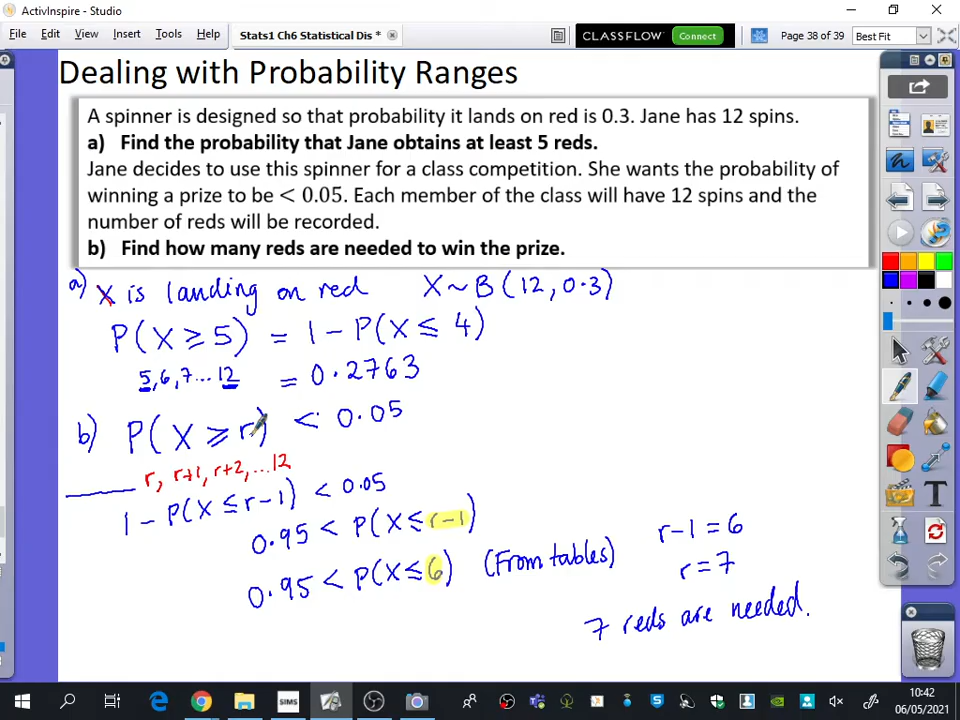 ActivInspire - Studio
File Edit View Insert Tools Help Stats1 Ch6 Statistical Dis * CLASSFLOW Connect Page 38 of 39 Best Fit
Dealing with Probability Ranges
A spinner is designed so that probability it lands on red is 0.3. Jane has 12 spins.
a) Find the probability that Jane obtains at least 5 reds.
Jane decides to use this spinner for a class competition. She wants the probability of
winning a prize to be < 0.05. Each member of the class will have 12 spins and the
number of reds will be recorded.
b) Find how many reds are needed to win the prize.
a) X is landing on red X ~ B (12, 0.3)
P(X ≥ 5) = 1 - P(X ≤ 4)
5, 6, 7 ... 12 = 0.2763
b) P(X ≥ r) < 0.05
r, r+1, r+2, ... 12
1 - P(X ≤ r-1) < 0.05
0.95 < P(X ≤ r-1)
0.95 < P(X ≤ 6) (From tables)
r-1 = 6
r = 7
7 reds are needed.
SIMS
10:42
06/05/2021